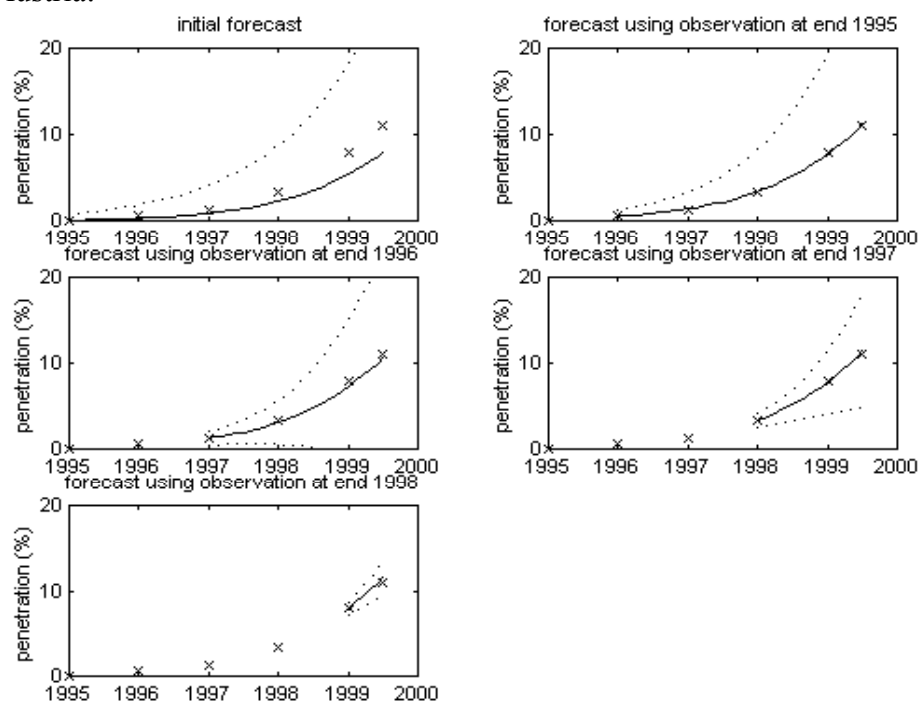 initial forecast
20
10
0
penetration (%)
1995 1996 1997 1998 1999 2000
forecast using observation at end 1995
20
10
0
penetration (%)
1995 1996 1997 1998 1999 2000
forecast using observation at end 1996
20
10
0
penetration (%)
1995 1996 1997 1998 1999 2000
forecast using observation at end 1997
20
10
0
penetration (%)
1995 1996 1997 1998 1999 2000
forecast using observation at end 1998
20
10
0
penetration (%)
1995 1996 1997 1998 1999 2000